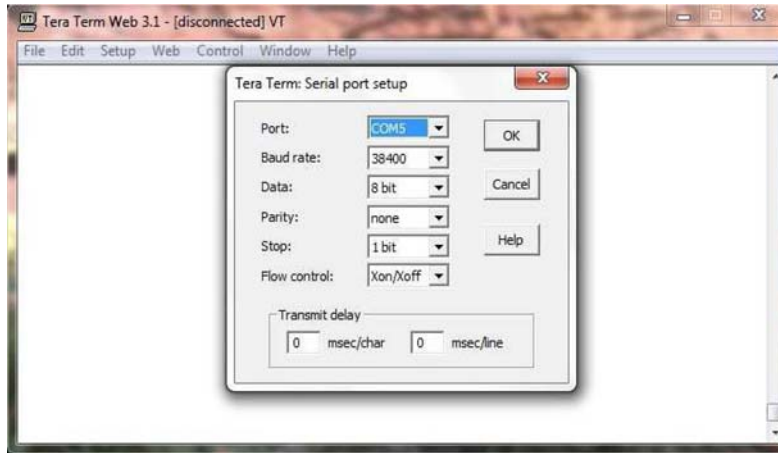 Tera Term Web 3.1 - [disconnected] VT
File Edit Setup Web Control Window Help
Tera Term: Serial port setup
Port: COM5 OK
Baud rate: 38400
Data: 8 bit Cancel
Parity: none
Stop: 1 bit Help
Flow control: Xon/Xoff
Transmit delay
0 msec/char 0 msec/line